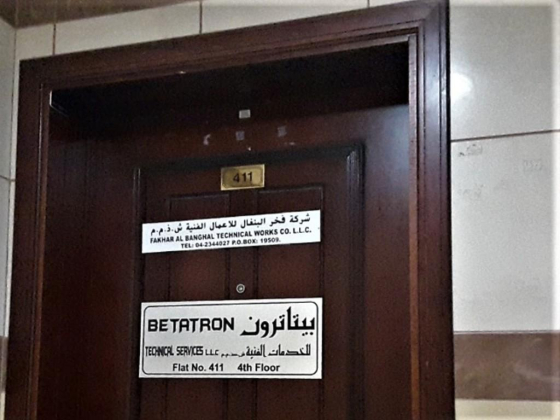 411
شركة فخر البنغال للاعمال الفنية ش.ذ.م.م
FAKHAR AL BANGHAL TECHNICAL WORKS CO. L.L.C.
TEL: 04-2344027 P.O.BOX: 19509.
BETATRON بيتاترون
TECHNICAL SERVICES L.L.C للخدمات الفنية ش.ذ.م.م
Flat No. 411 4th Floor